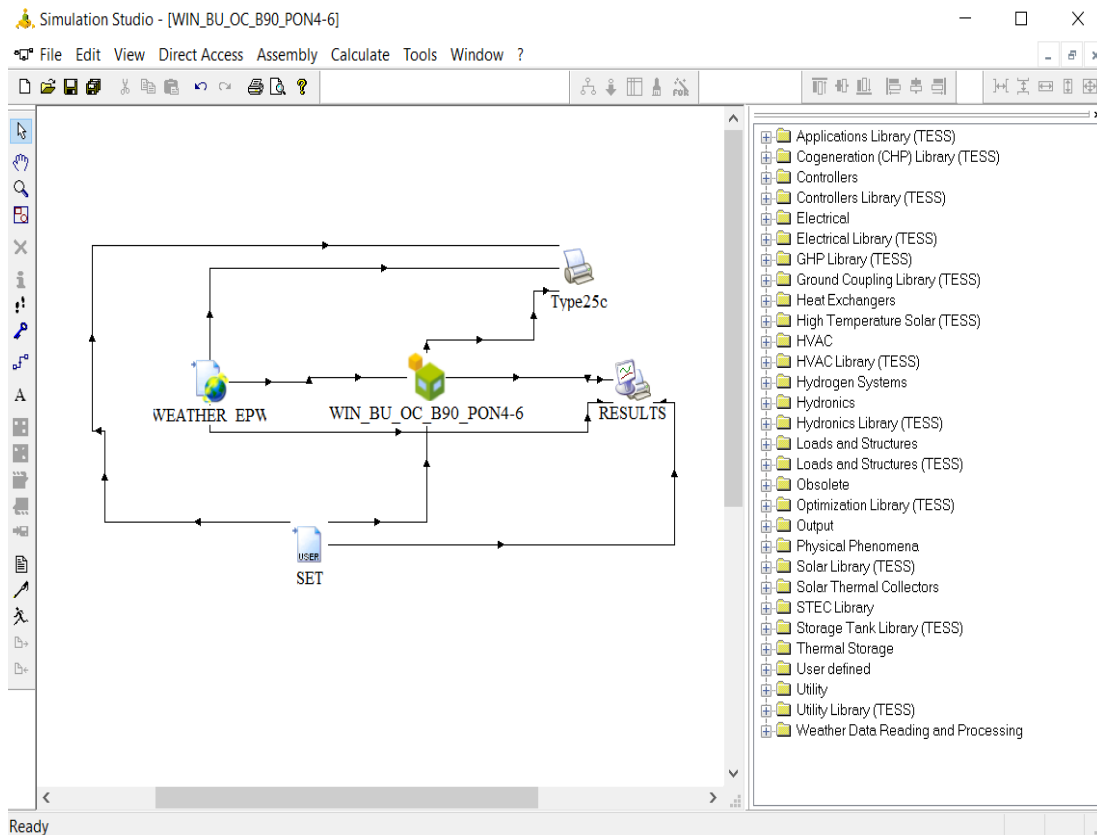 Simulation Studio - [WIN_BU_OC_B90_PON4-6]
File Edit View Direct Access Assembly Calculate Tools Window ?
FOR
A
Type25c
WEATHER_EPW
WIN_BU_OC_B90_PON4-6
RESULTS
USER
SET
Applications Library (TESS)
Cogeneration (CHP) Library (TESS)
Controllers
Controllers Library (TESS)
Electrical
Electrical Library (TESS)
GHP Library (TESS)
Ground Coupling Library (TESS)
Heat Exchangers
High Temperature Solar (TESS)
HVAC
HVAC Library (TESS)
Hydrogen Systems
Hydronics
Hydronics Library (TESS)
Loads and Structures
Loads and Structures (TESS)
Obsolete
Optimization Library (TESS)
Output
Physical Phenomena
Solar Library (TESS)
Solar Thermal Collectors
STEC Library
Storage Tank Library (TESS)
Thermal Storage
User defined
Utility
Utility Library (TESS)
Weather Data Reading and Processing
Ready